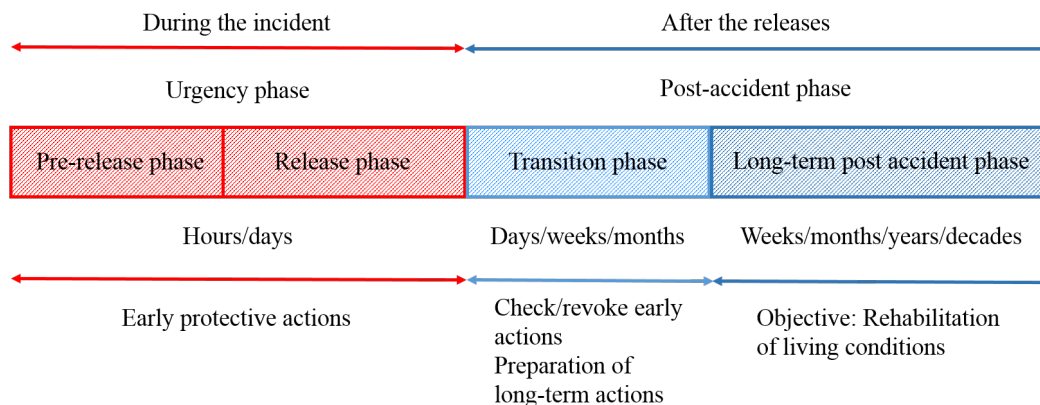 During the incident
After the releases
Urgency phase
Post-accident phase
Pre-release phase
Release phase
Transition phase
Long-term post accident phase
Hours/days
Days/weeks/months
Weeks/months/years/decades
Early protective actions
Check/revoke early
actions
Preparation of
long-term actions
Objective: Rehabilitation
of living conditions